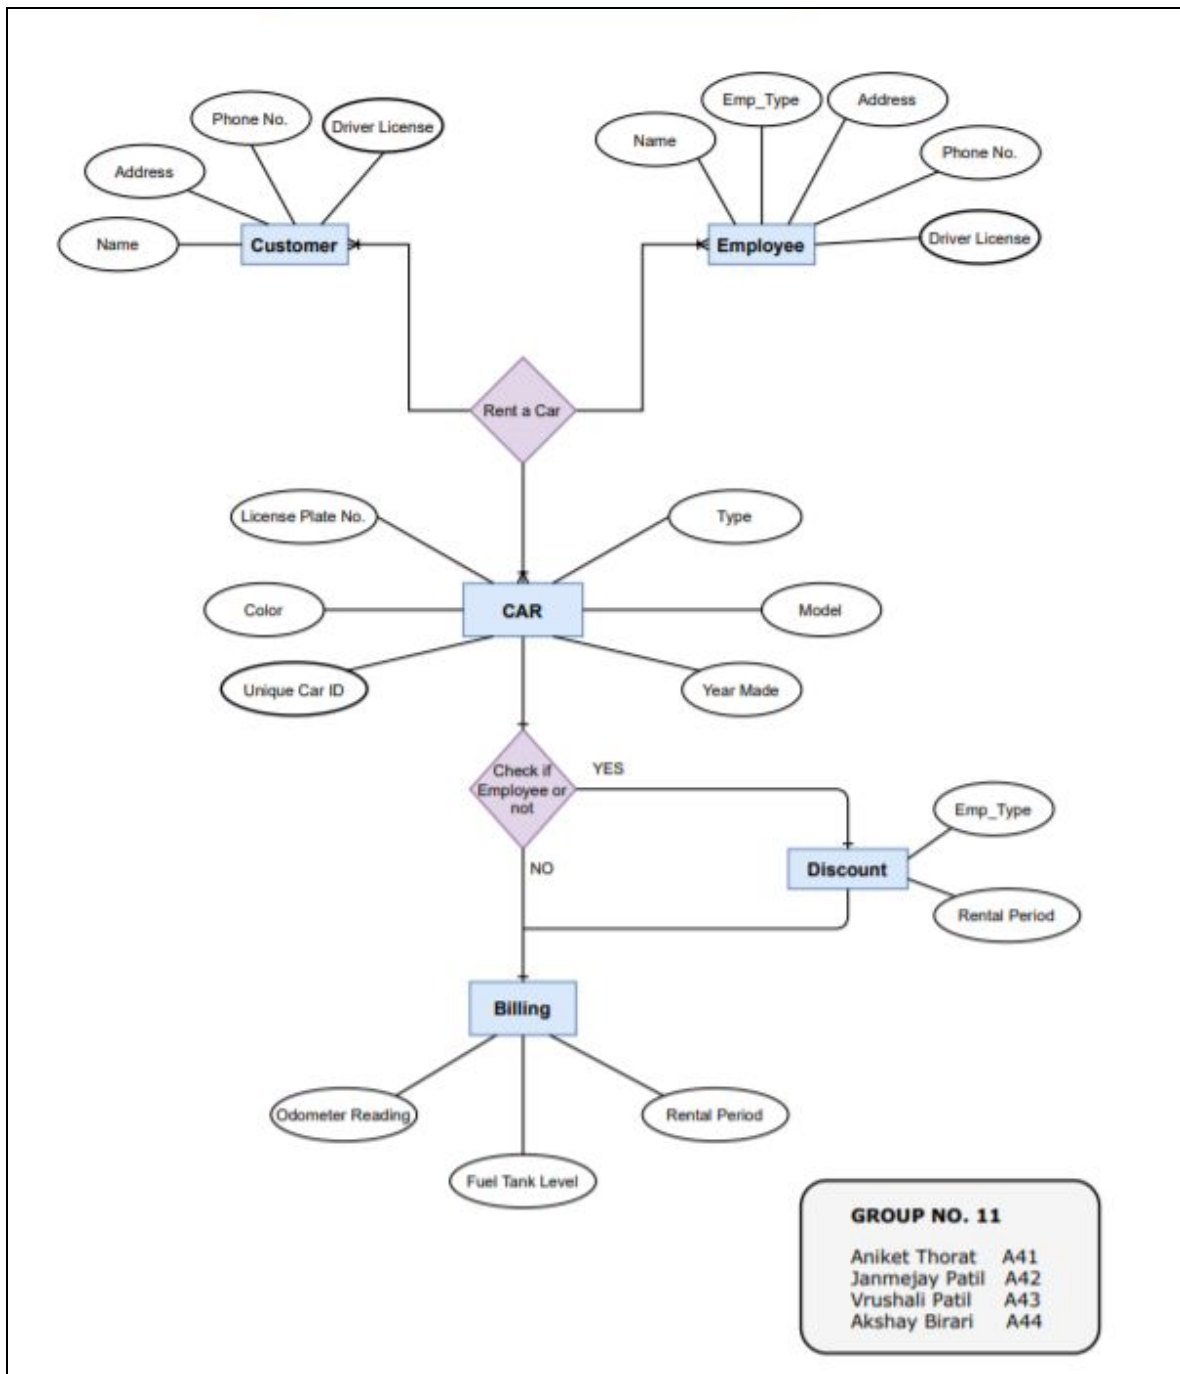 Emp_Type
Address
Phone No.
Driver License
Name
Phone No.
Address
Name
Customer
Employee
Driver License
Rent a Car
License Plate No.
Type
Color
CAR
Model
Unique Car ID
Year Made
Check if
Employee or
not
YES
Emp_Type
NO
Discount
Rental Period
Billing
Odometer Reading
Rental Period
Fuel Tank Level
GROUP NO. 11
Aniket Thorat A41
Janmejay Patil A42
Vrushali Patil A43
Akshay Birari A44